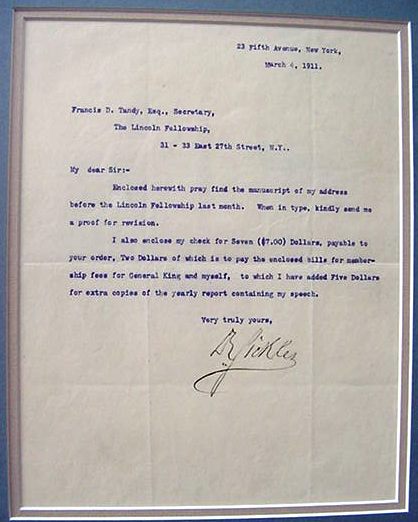 23 Fifth Avenue, New York,
March 4, 1911.
Francis D. Tandy, Esq., Secretary,
The Lincoln Fellowship,
31 - 33 East 27th Street, N.Y..
My dear Sir:-
Enclosed herewith pray find the manuscript of my address
before the Lincoln Fellowship last month. When in type, kindly send me
a proof for revision.
I also enclose my check for Seven ($7.00) Dollars, payable to
your order, Two Dollars of which is to pay the enclosed bills for member-
ship fees for General King and myself, to which I have added Five Dollars
for extra copies of the yearly report containing my speech.
Very truly yours,
D Sickles